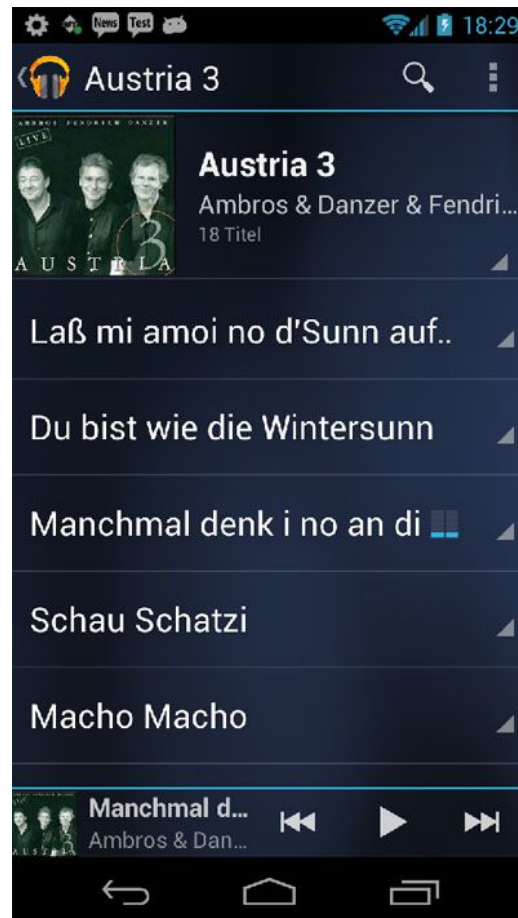 News Test 18:29
Austria 3
AMBROS FENDRICH DANZER
LIVE
3
AUSTRIA
Austria 3
Ambros & Danzer & Fendri...
18 Titel
Laß mi amoi no d'Sunn auf..
Du bist wie die Wintersunn
Manchmal denk i no an di
Schau Schatzi
Macho Macho
Manchmal d...
Ambros & Dan...